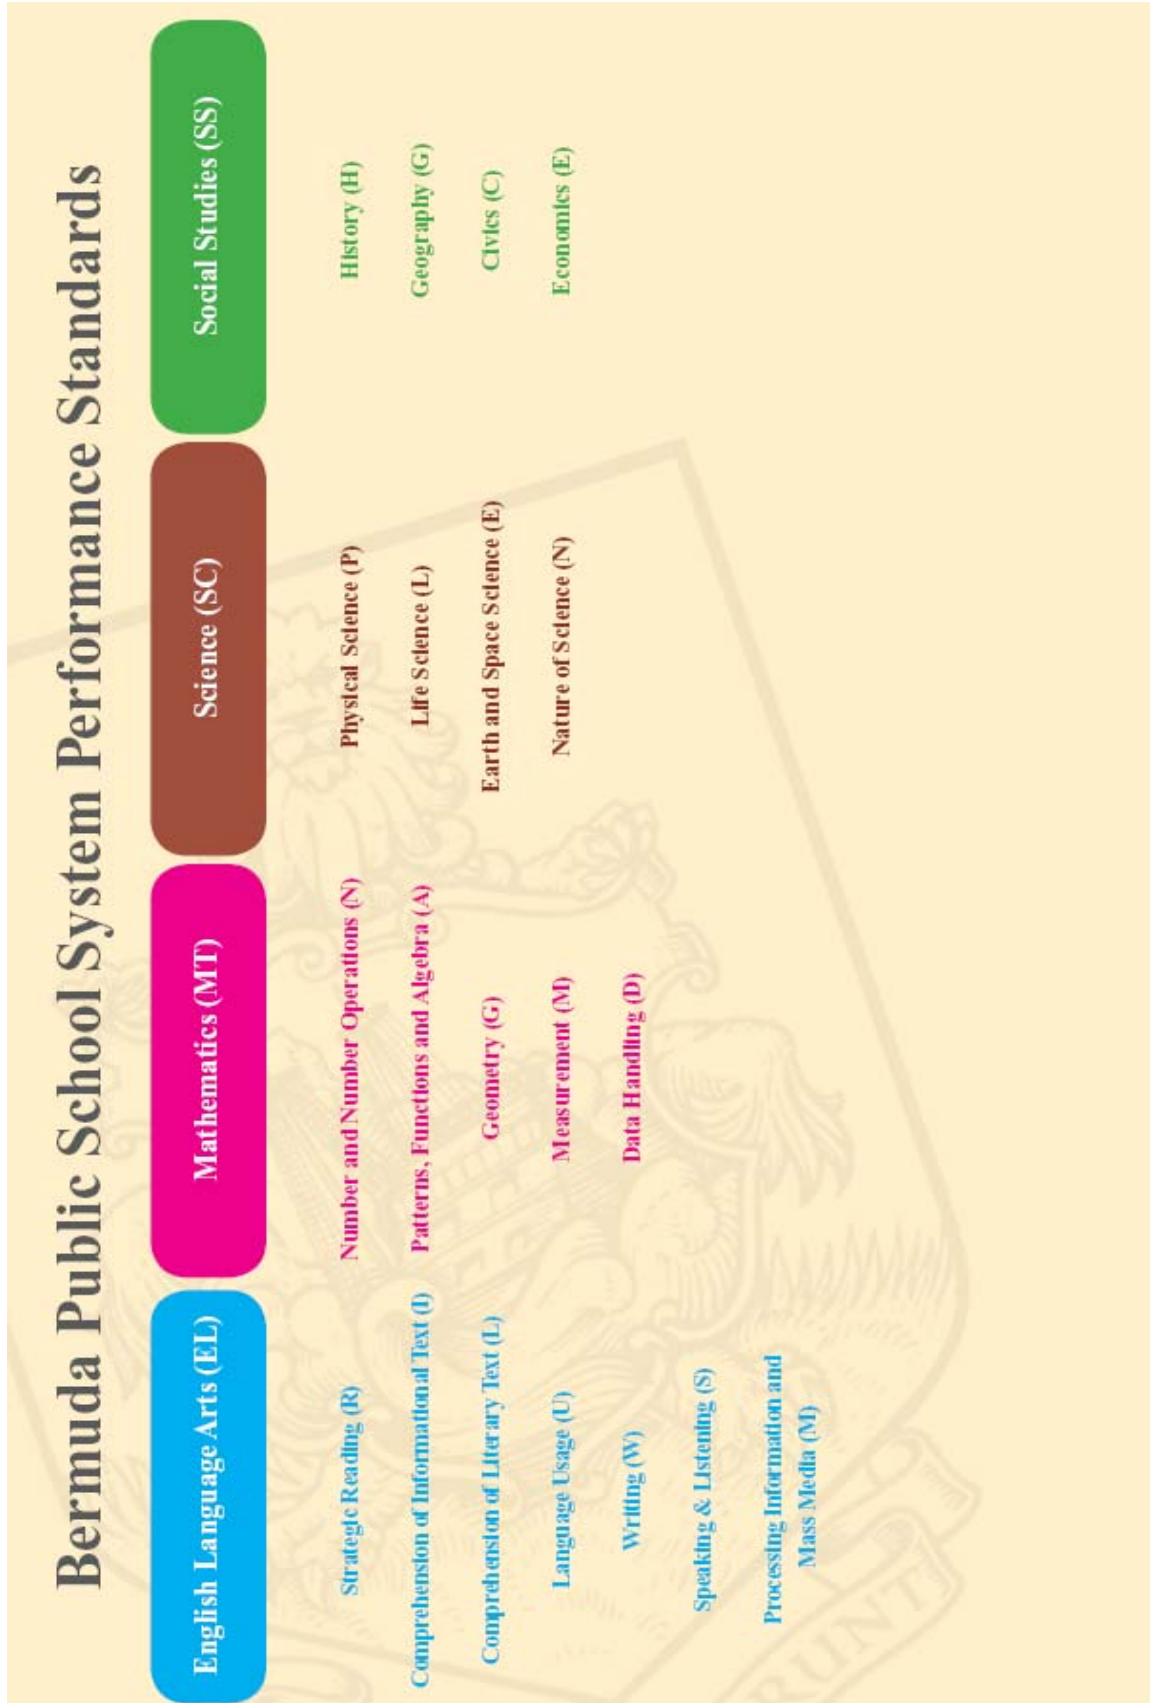 Bermuda Public School System Performance Standards
English Language Arts (EL)
Strategic Reading (R)
Comprehension of Informational Text (I)
Comprehension of Literary Text (L)
Language Usage (U)
Writing (W)
Speaking & Listening (S)
Processing Information and
Mass Media (M)
Mathematics (MT)
Number and Number Operations (N)
Patterns, Functions and Algebra (A)
Geometry (G)
Measurement (M)
Data Handling (D)
Science (SC)
Physical Science (P)
Life Science (L)
Earth and Space Science (E)
Nature of Science (N)
Social Studies (SS)
History (H)
Geography (G)
Civics (C)
Economics (E)